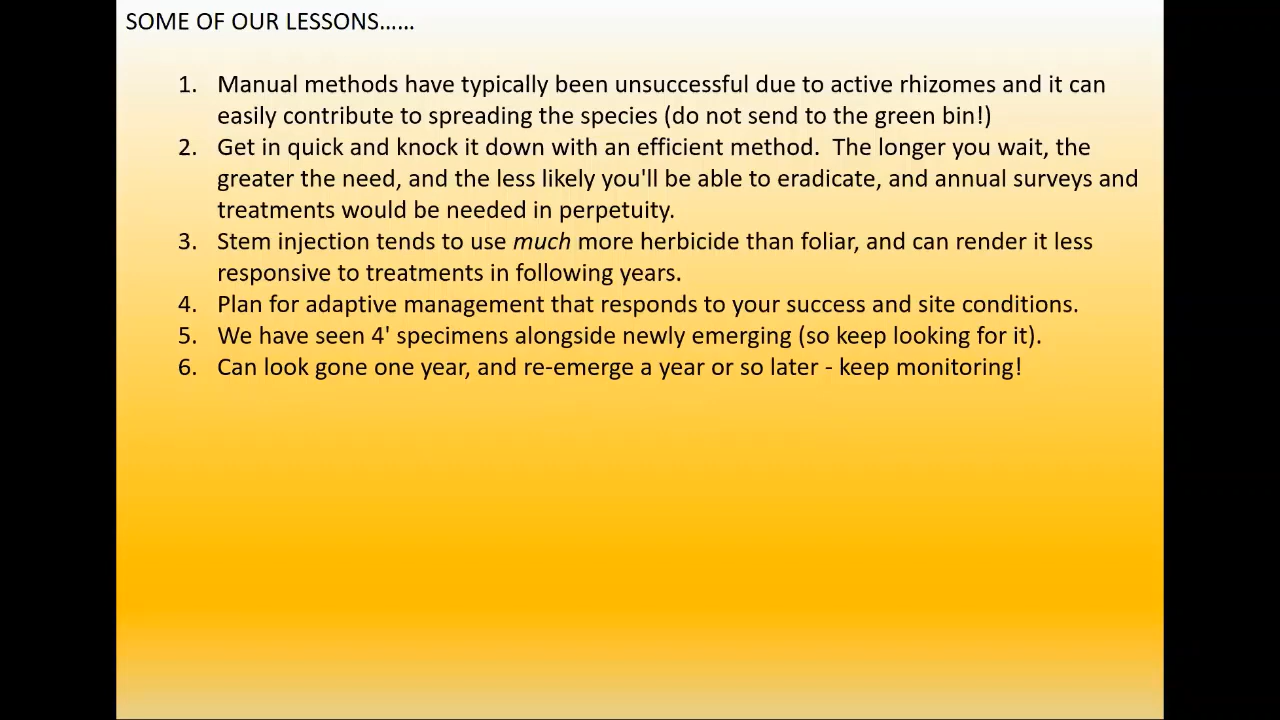 SOME OF OUR LESSONS......
1. Manual methods have typically been unsuccessful due to active rhizomes and it can
easily contribute to spreading the species (do not send to the green bin!)
2. Get in quick and knock it down with an efficient method.  The longer you wait, the
greater the need, and the less likely you'll be able to eradicate, and annual surveys and
treatments would be needed in perpetuity.
3. Stem injection tends to use much more herbicide than foliar, and can render it less
responsive to treatments in following years.
4. Plan for adaptive management that responds to your success and site conditions.
5. We have seen 4' specimens alongside newly emerging (so keep looking for it).
6. Can look gone one year, and re-emerge a year or so later - keep monitoring!